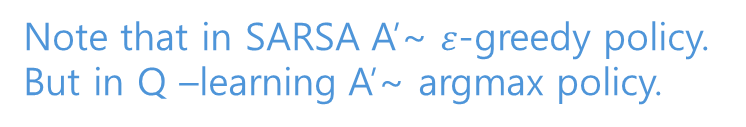 Note that in SARSA A’~ 𝜀-greedy policy.
But in Q –learning A’~ argmax policy.